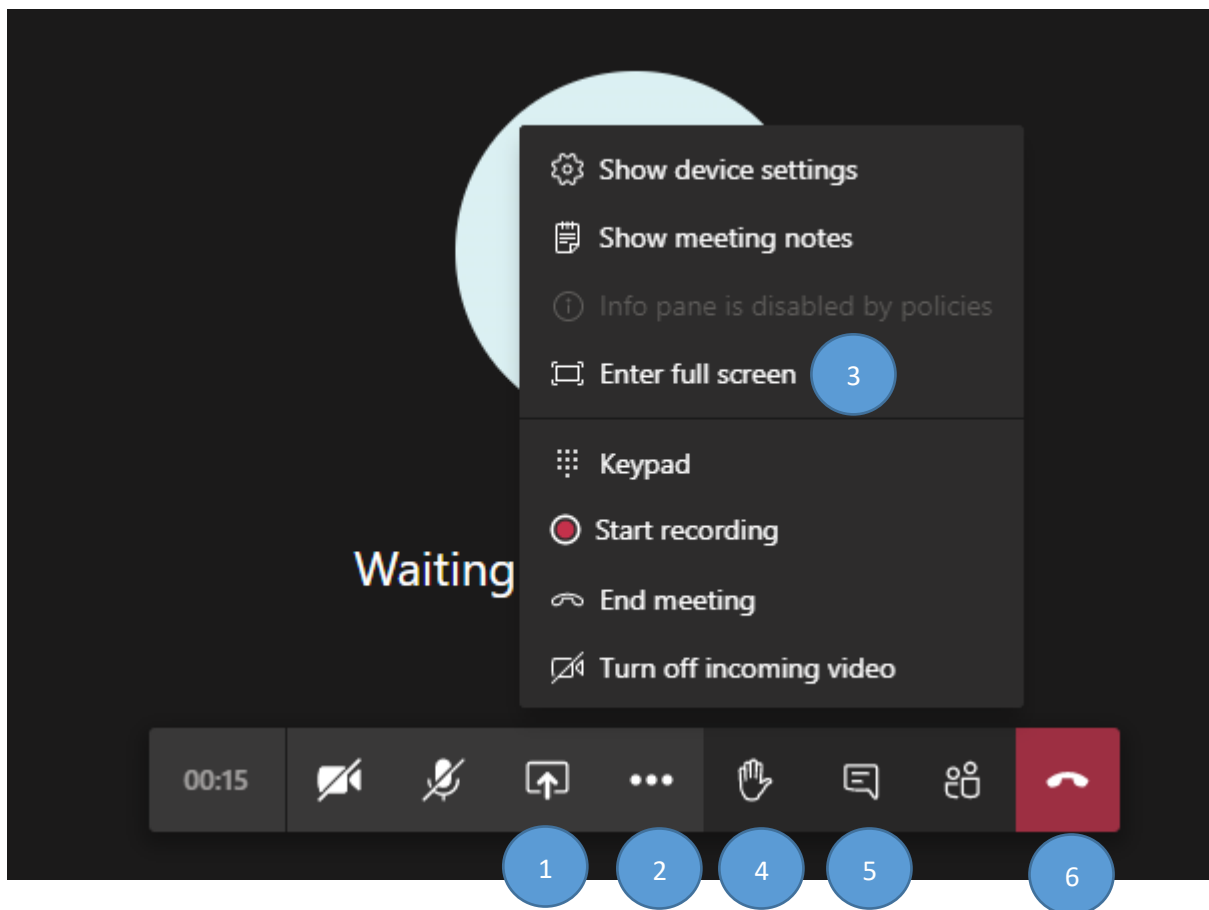 Show device settings
Show meeting notes
Info pane is disabled by policies
Enter full screen 3
Keypad
Start recording
Waiting
End meeting
Turn off incoming video
00:15
1 2 4 5 6